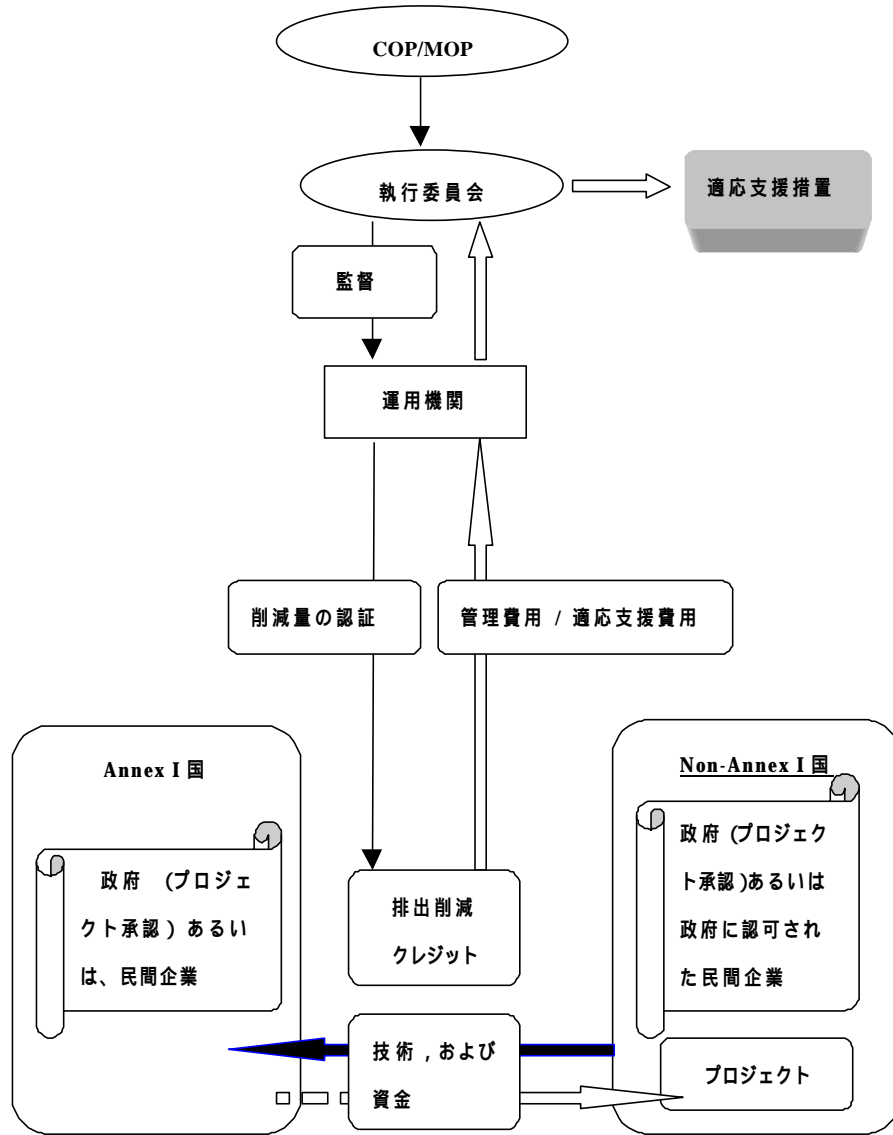 COP/MOP
執行委員会
適応支援措置
監督
運用機関
削減量の認証
管理費用 / 適応支援費用
Annex I 国
政府 (プロジェ
クト承認) あるい
は、民間企業
Non-Annex I 国
政府 (プロジェク
ト承認)あるいは
政府に認可され
た民間企業
排出削減
クレジット
技術,および
資金
プロジェクト